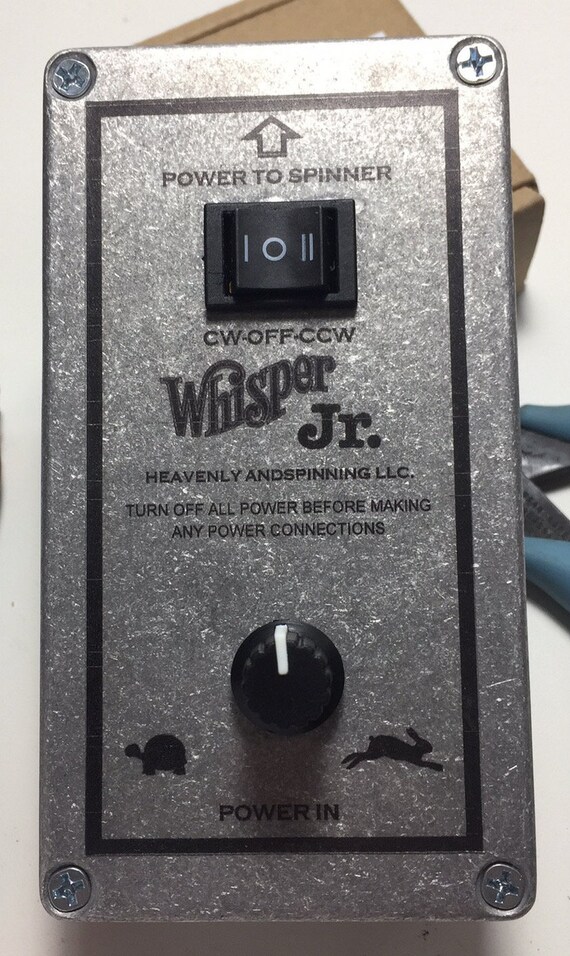 POWER TO SPINNER
I O II
CW-OFF-CCW
Whisper
Jr.
HEAVENLY ANDSPINNING LLC.
TURN OFF ALL POWER BEFORE MAKING
ANY POWER CONNECTIONS
POWER IN